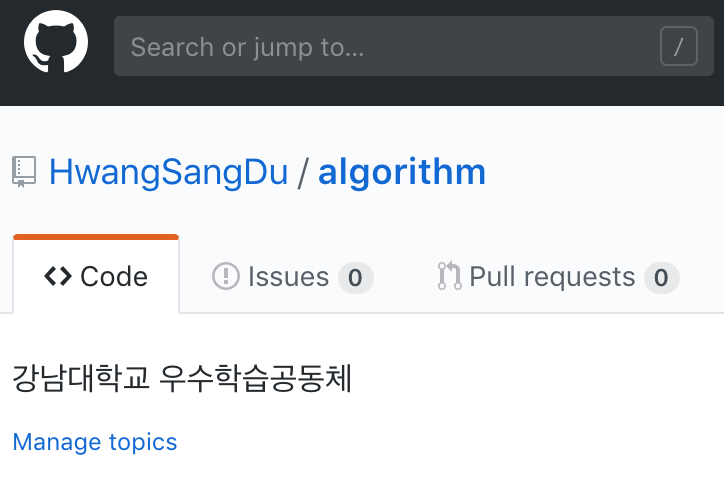 Search or jump to... /
HwangSangDu / algorithm
Code Issues 0 Pull requests 0
강남대학교 우수학습공동체
Manage topics